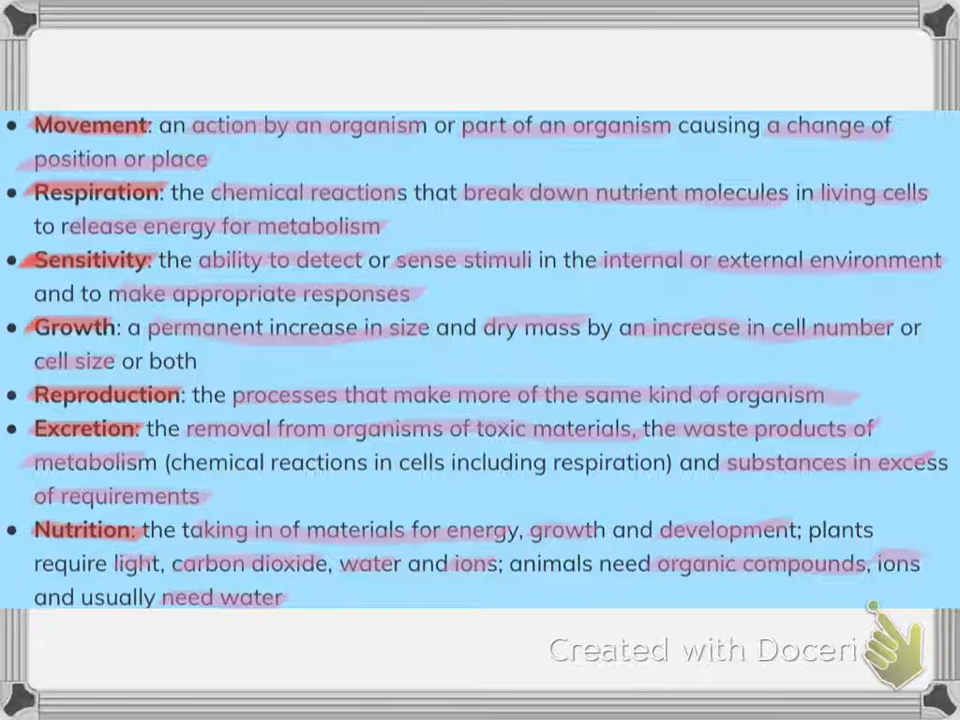 • Movement: an action by an organism or part of an organism causing a change of
position or place
• Respiration: the chemical reactions that break down nutrient molecules in living cells
to release energy for metabolism
• Sensitivity: the ability to detect or sense stimuli in the internal or external environment
and to make appropriate responses
• Growth: a permanent increase in size and dry mass by an increase in cell number or
cell size or both
• Reproduction: the processes that make more of the same kind of organism
• Excretion: the removal from organisms of toxic materials, the waste products of
metabolism (chemical reactions in cells including respiration) and substances in excess
of requirements
• Nutrition: the taking in of materials for energy, growth and development; plants
require light, carbon dioxide, water and ions; animals need organic compounds, ions
and usually need water
Created with Doceri